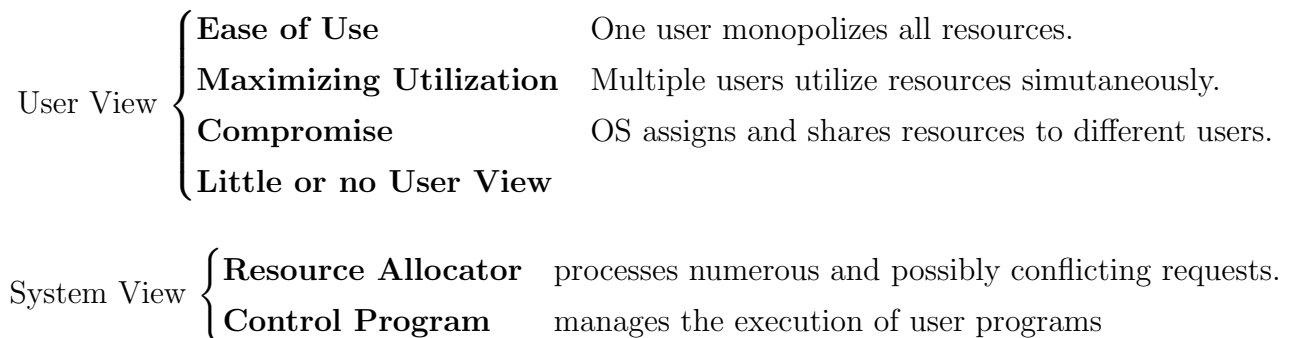 Ease of Use One user monopolizes all resources.
Maximizing Utilization Multiple users utilize resources simutaneously.
User View
Compromise OS assigns and shares resources to different users.
Little or no User View
Resource Allocator processes numerous and possibly conflicting requests.
System View
Control Program manages the execution of user programs